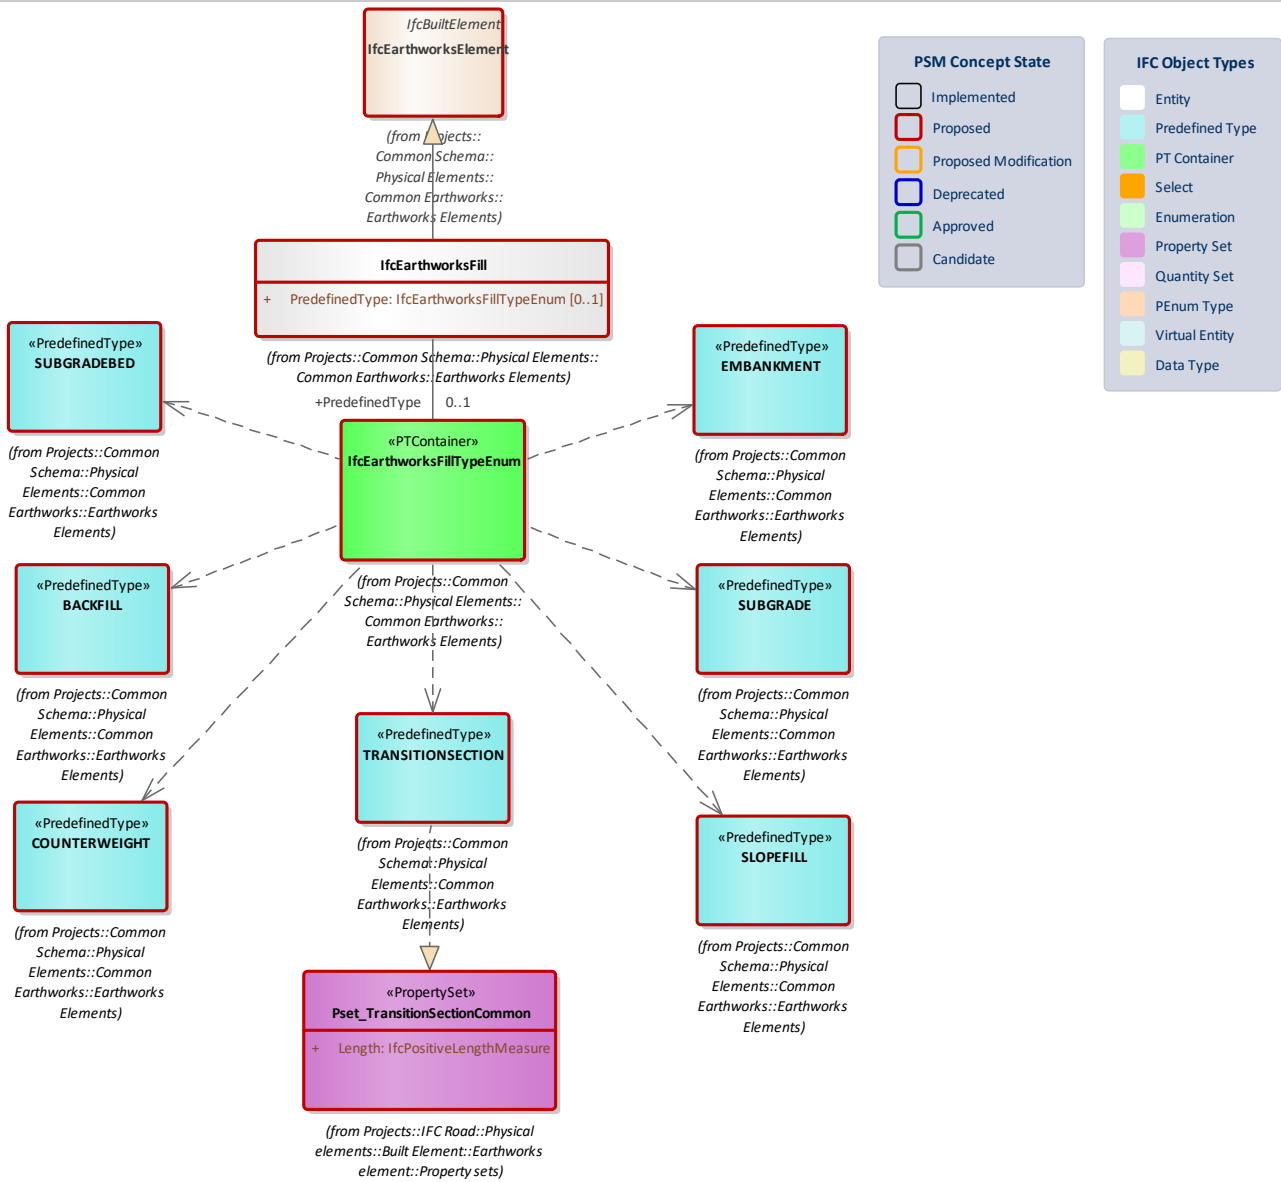 IfcBuiltElement
IfcEarthworksElement
(from Projects::
Common Schema::
Physical Elements::
Common Earthworks::
Earthworks Elements)
IfcEarthworksFill
+ PredefinedType: IfcEarthworksFillTypeEnum [0..1]
(from Projects::Common Schema::Physical Elements::
Common Earthworks::Earthworks Elements)
+PredefinedType 0..1
«PTContainer»
IfcEarthworksFillTypeEnum
(from Projects::Common
Schema::Physical Elements::
Common Earthworks::
Earthworks Elements)
«PredefinedType»
SUBGRADEBED
(from Projects::Common
Schema::Physical
Elements::Common
Earthworks::Earthworks
Elements)
«PredefinedType»
EMBANKMENT
(from Projects::Common
Schema::Physical
Elements::Common
Earthworks::Earthworks
Elements)
«PredefinedType»
BACKFILL
(from Projects::Common
Schema::Physical
Elements::Common
Earthworks::Earthworks
Elements)
«PredefinedType»
SUBGRADE
(from Projects::Common
Schema::Physical
Elements::Common
Earthworks::Earthworks
Elements)
«PredefinedType»
TRANSITIONSECTION
(from Projects::Common
Schema::Physical
Elements::Common
Earthworks::Earthworks
Elements)
«PredefinedType»
COUNTERWEIGHT
(from Projects::Common
Schema::Physical
Elements::Common
Earthworks::Earthworks
Elements)
«PredefinedType»
SLOPEFILL
(from Projects::Common
Schema::Physical
Elements::Common
Earthworks::Earthworks
Elements)
«PropertySet»
Pset_TransitionSectionCommon
+ Length: IfcPositiveLengthMeasure
(from Projects::IFC Road::Physical
elements::Built Element::Earthworks
element::Property sets)
PSM Concept State
Implemented
Proposed
Proposed Modification
Deprecated
Approved
Candidate
IFC Object Types
Entity
Predefined Type
PT Container
Select
Enumeration
Property Set
Quantity Set
PEnum Type
Virtual Entity
Data Type